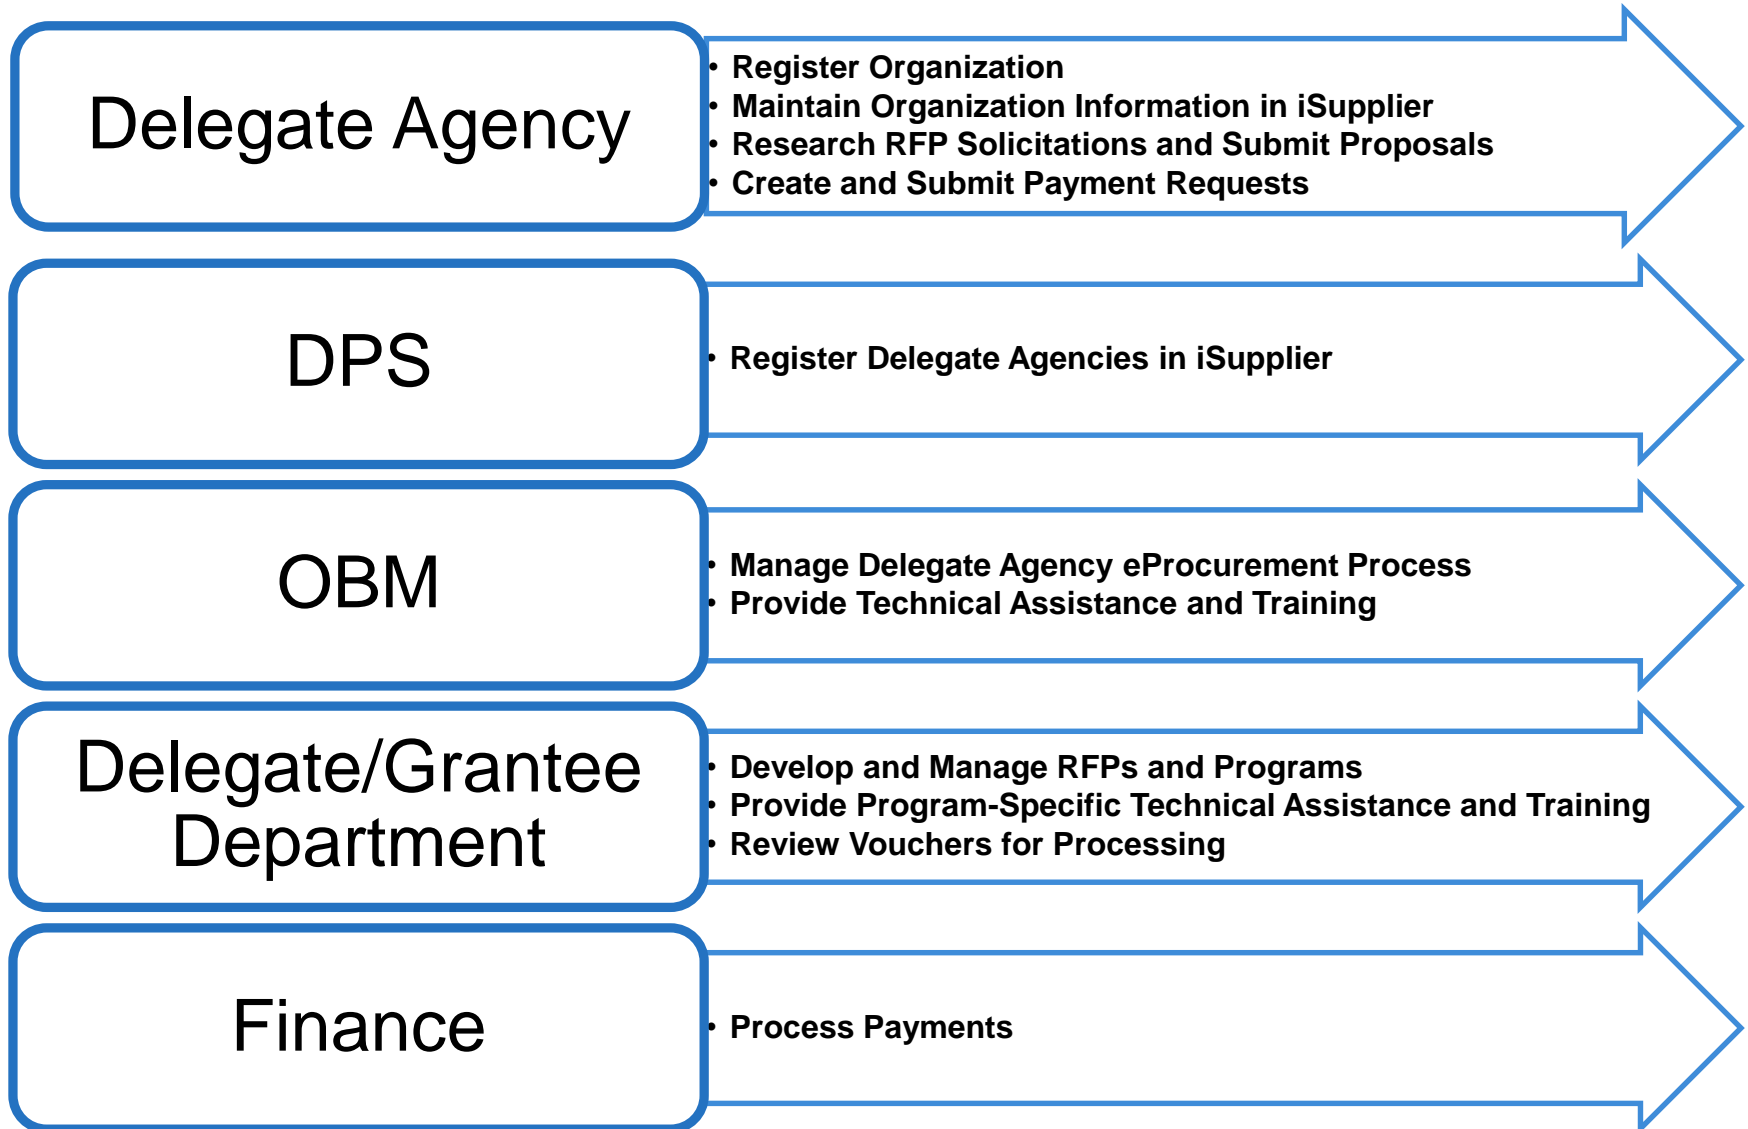 Delegate Agency
• Register Organization
• Maintain Organization Information in iSupplier
• Research RFP Solicitations and Submit Proposals
• Create and Submit Payment Requests
DPS
• Register Delegate Agencies in iSupplier
OBM
• Manage Delegate Agency eProcurement Process
• Provide Technical Assistance and Training
Delegate/Grantee
Department
• Develop and Manage RFPs and Programs
• Provide Program-Specific Technical Assistance and Training
• Review Vouchers for Processing
Finance
• Process Payments